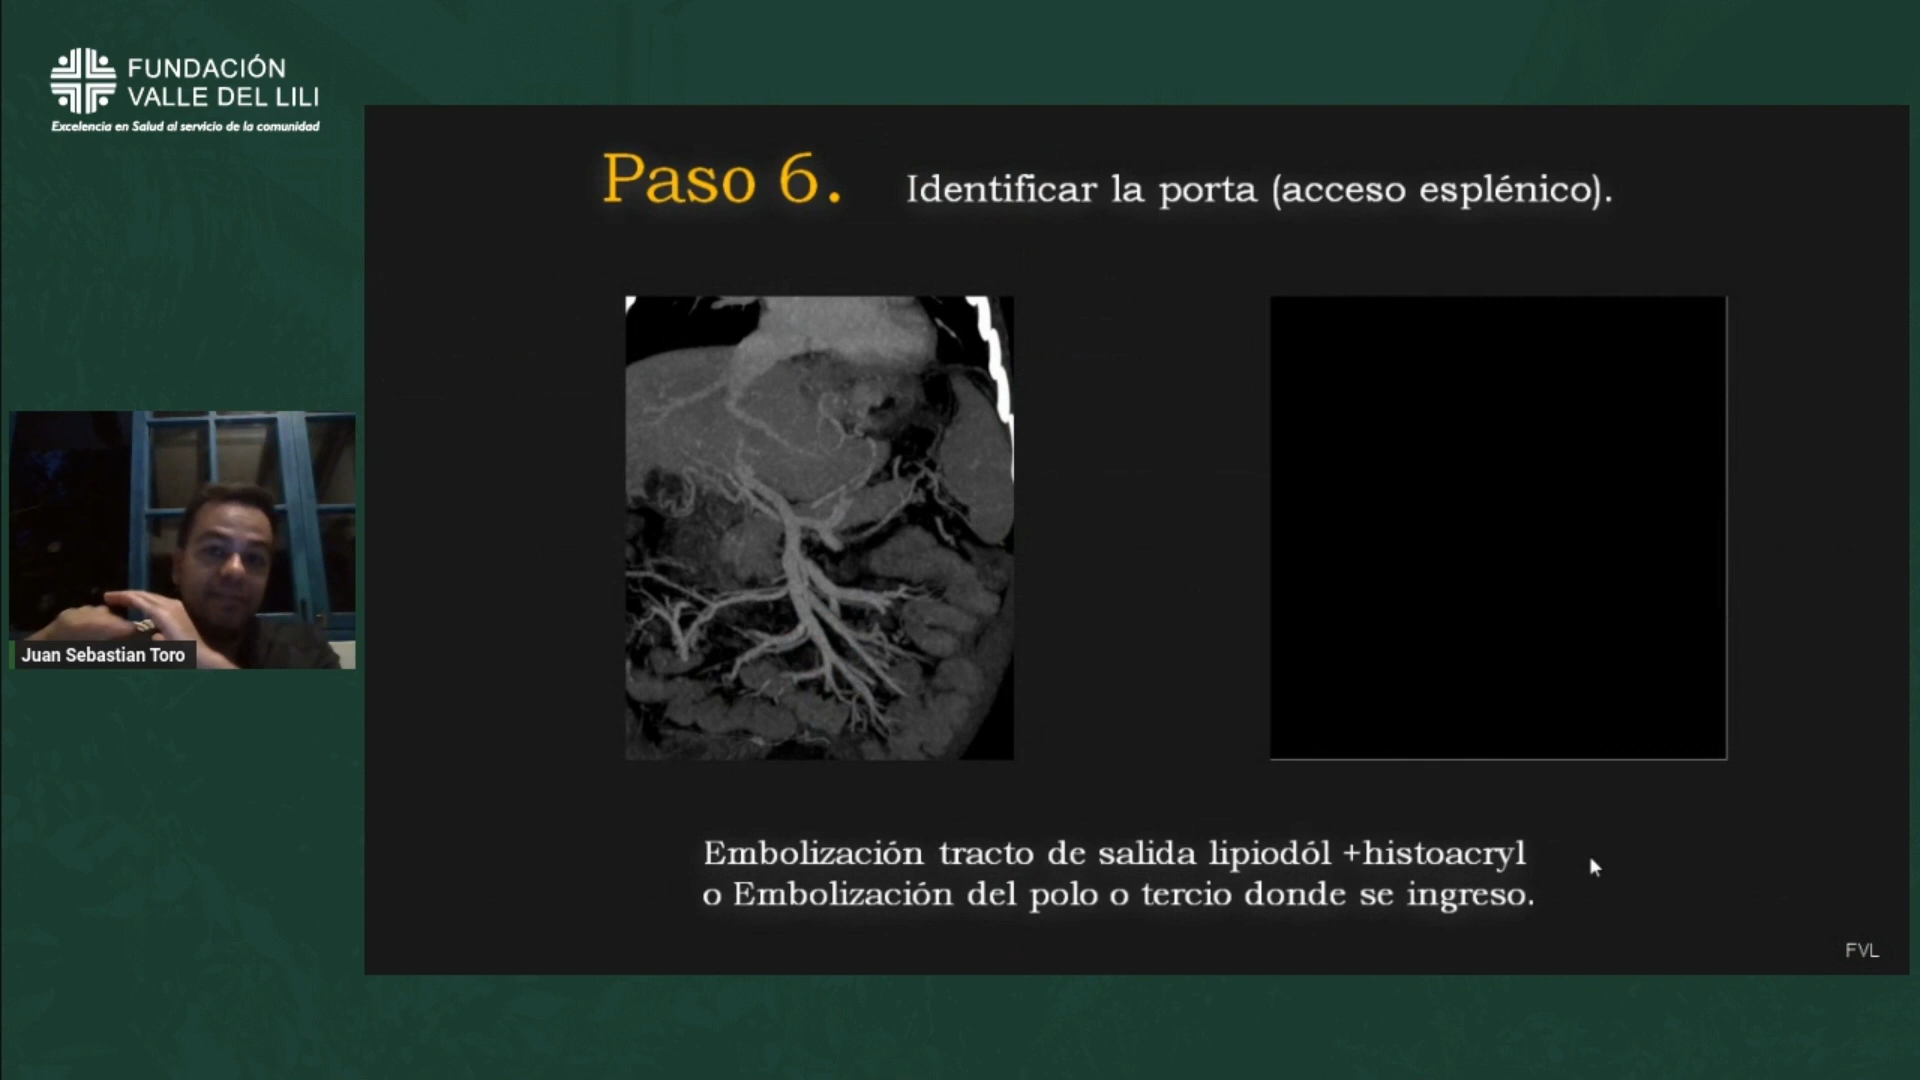 FUNDACIÓN
VALLE DEL LILI
Excelencia en Salud al servicio de la comunidad
Paso 6. Identificar la porta (acceso esplénico).
Juan Sebastian Toro
Embolización tracto de salida lipiodól +histoacryl
o Embolización del polo o tercio donde se ingreso.
FVL